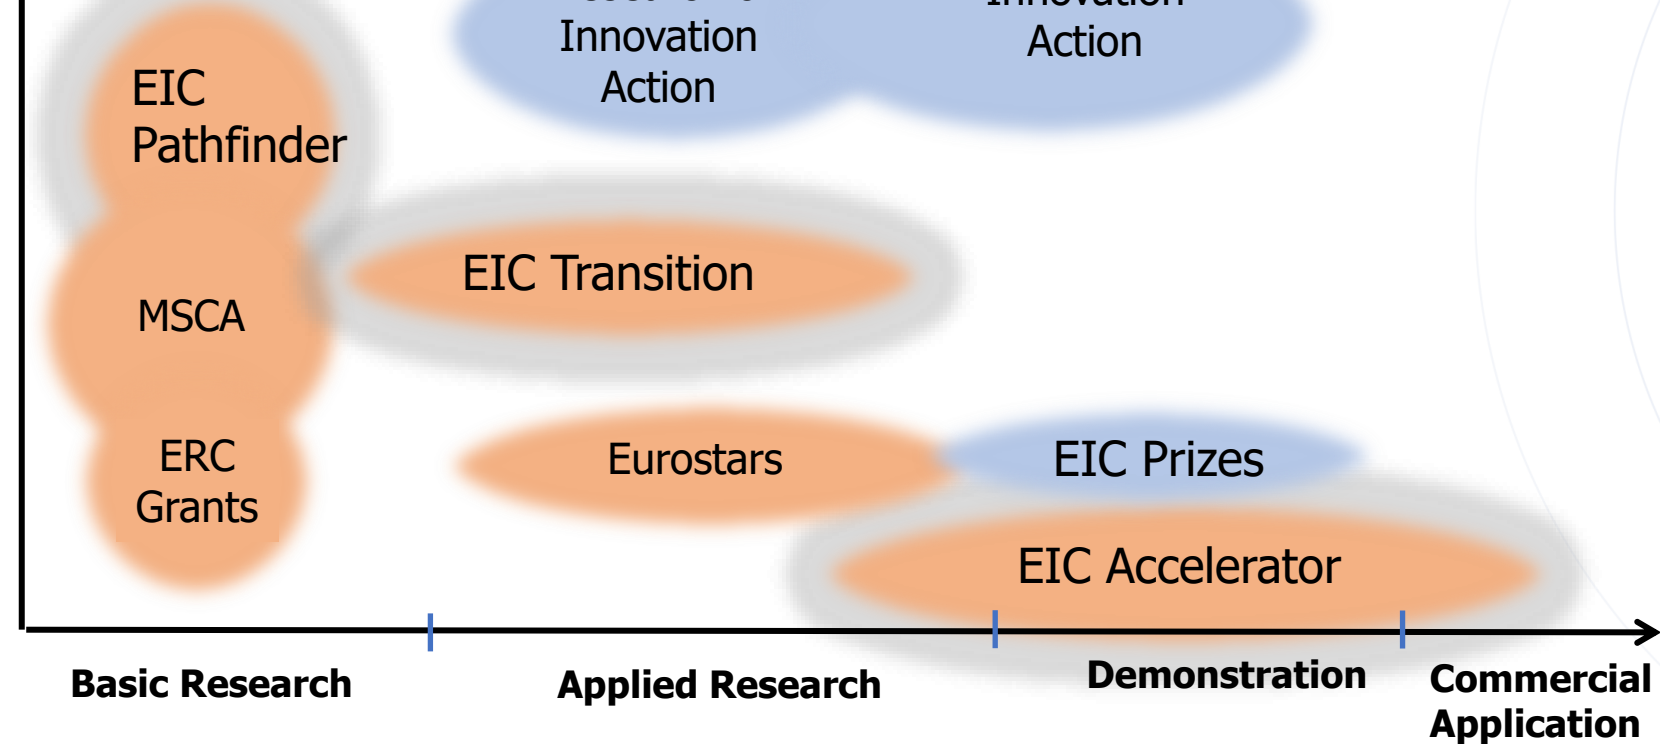 Innovation
Action
Innovation
Action
EIC
Pathfinder
EIC Transition
MSCA
ERC
Grants
Eurostars
EIC Prizes
EIC Accelerator
Basic Research
Applied Research
Demonstration
Commercial
Application